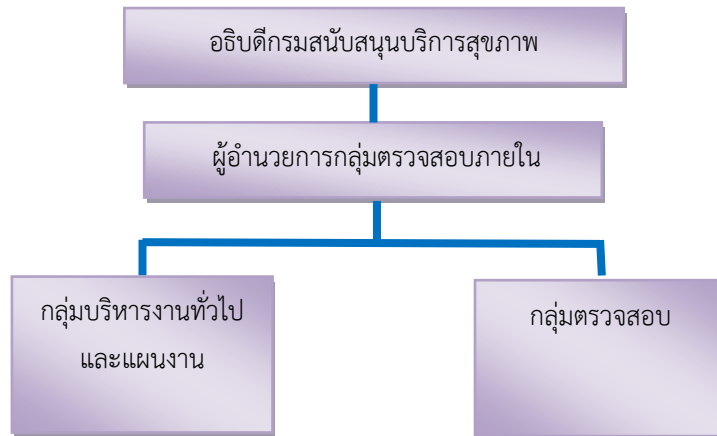 อธิบดีกรมสนับสนุนบริการสุขภาพ
ผู้อำนวยการกลุ่มตรวจสอบภายใน
กลุ่มบริหารงานทั่วไป
และแผนงาน
กลุ่มตรวจสอบ